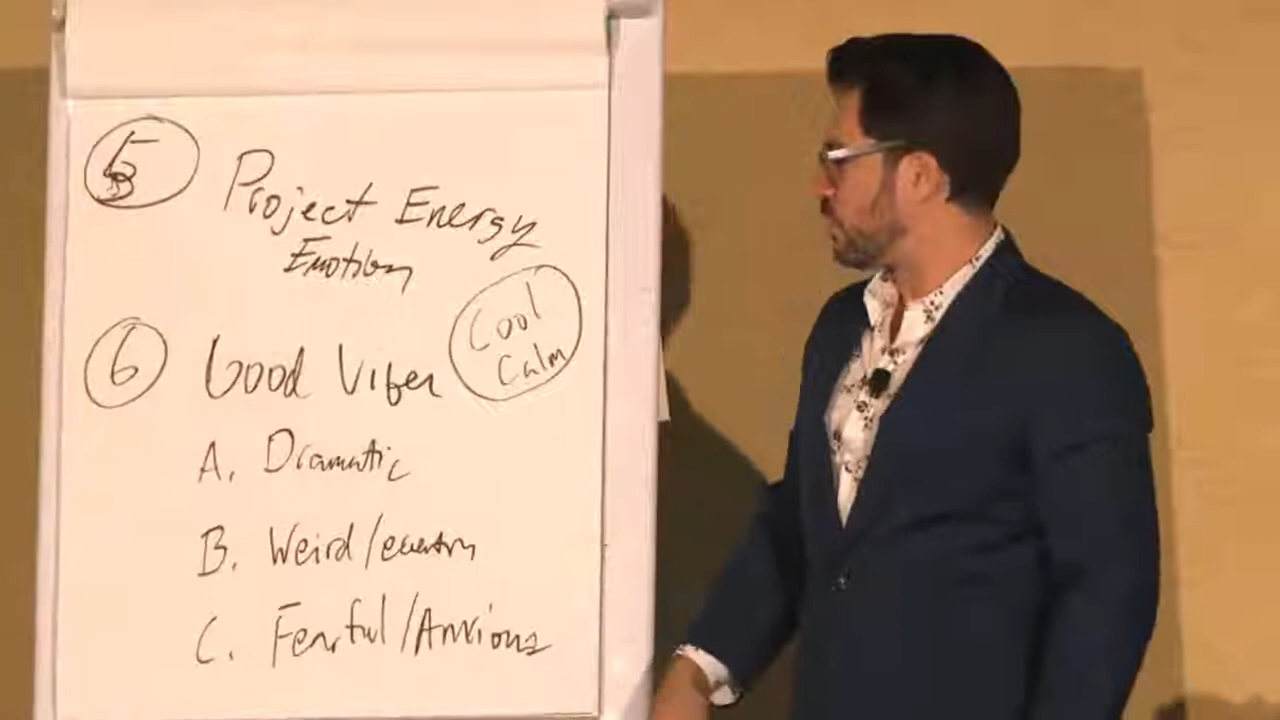 5
Project Energy
Emotion
Cool
Calm
6
Good Vibes
A. Dramatic
B. Weird/eccentric
C. Fearful/Anxious